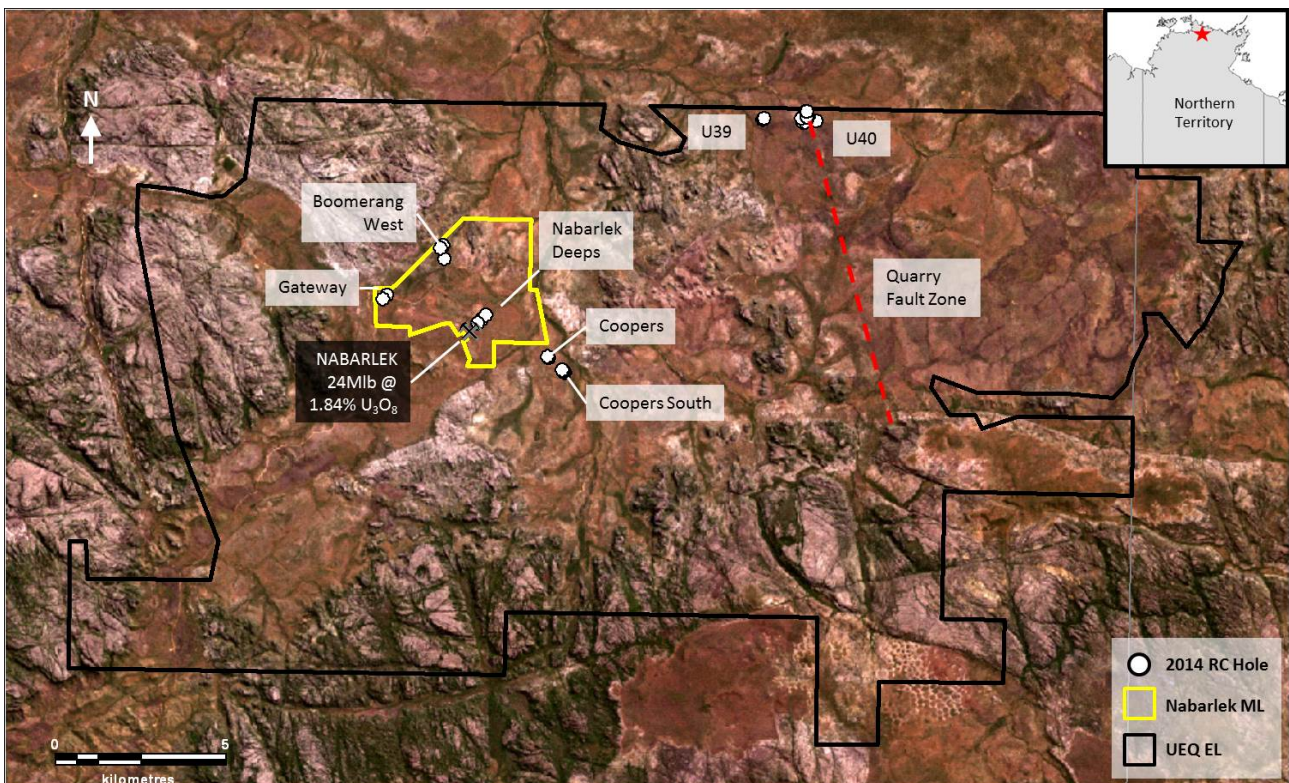 N
Northern
Territory
U39
U40
Boomerang
West
Nabarlek
Deeps
Gateway
Quarry
Fault Zone
Coopers
NABARLEK
24Mlb @
1.84% U₃O₈
Coopers South
2014 RC Hole
Nabarlek ML
UEQ EL
0 5
kilometres